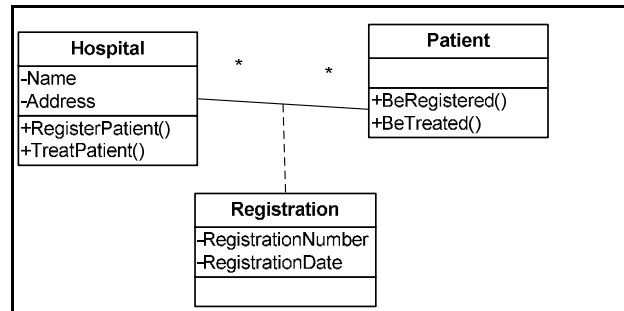 Hospital
-Name
-Address
+RegisterPatient()
+TreatPatient()
*
*
Patient
+BeRegistered()
+BeTreated()
Registration
-RegistrationNumber
-RegistrationDate